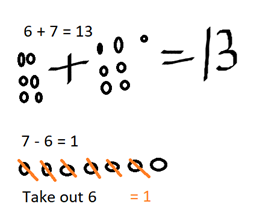 6 + 7 = 13
+ = 13
7 - 6 = 1
Take out 6 = 1